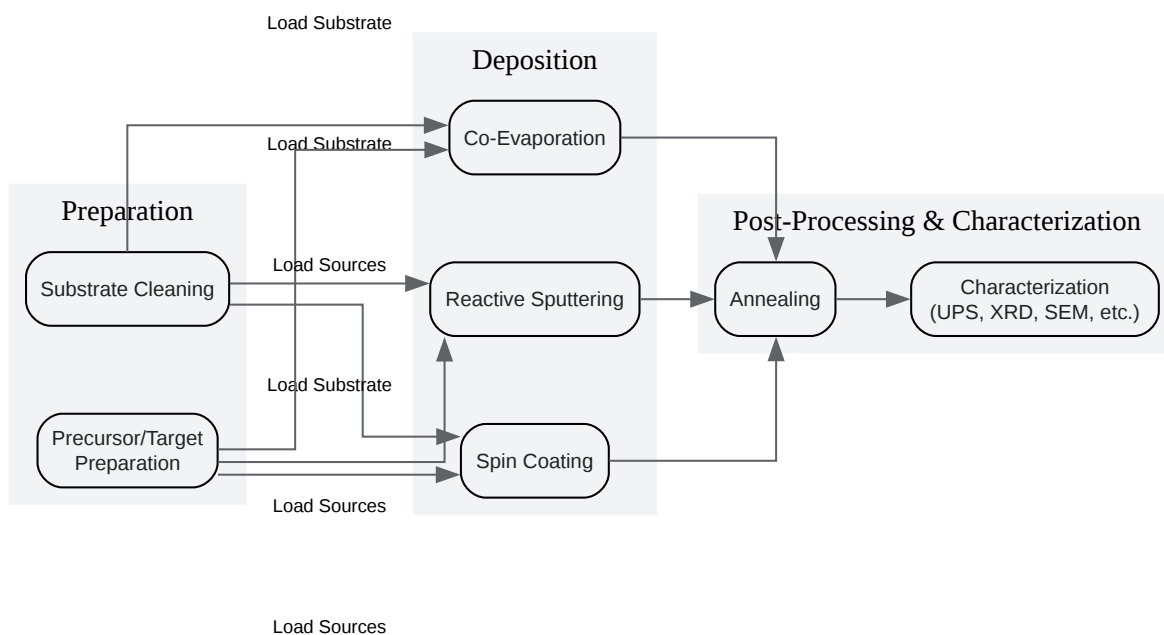 Load Substrate
Deposition
Co-Evaporation
Load Substrate
Preparation
Post-Processing & Characterization
Load Sources
Substrate Cleaning
Reactive Sputtering
Annealing
Characterization
(UPS, XRD, SEM, etc.)
Load Substrate
Precursor/Target
Preparation
Spin Coating
Load Sources
Load Sources